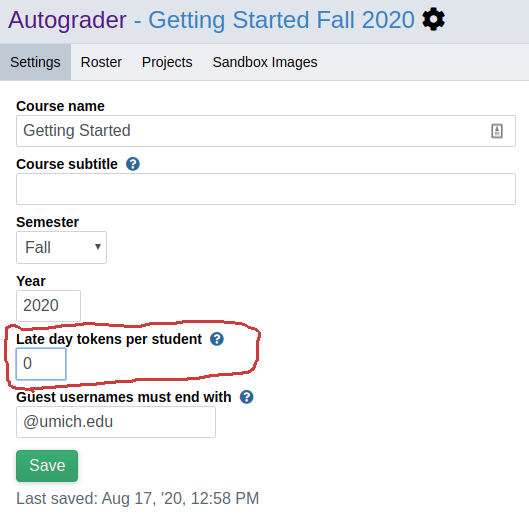 Autograder - Getting Started Fall 2020
Settings Roster Projects Sandbox Images
Course name
Getting Started
Course subtitle ?
Semester
Fall
Year
2020
Late day tokens per student ?
0
Guest usernames must end with ?
@umich.edu
Save
Last saved: Aug 17, '20, 12:58 PM